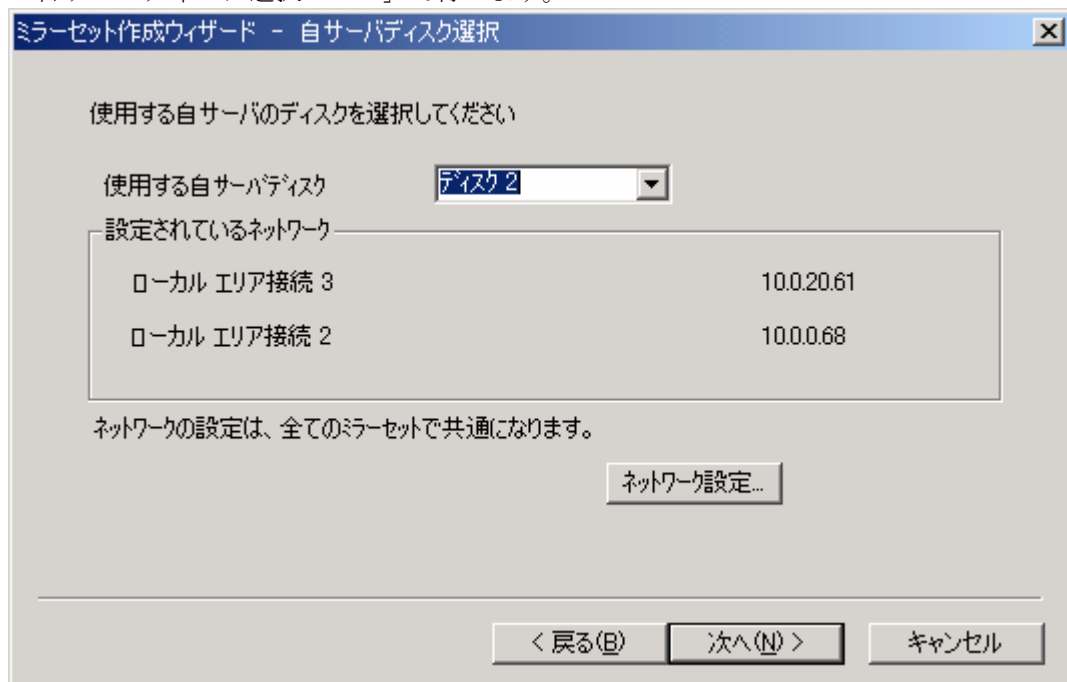 ミラーセット作成ウィザード - 自サーバディスク選択
使用する自サーバのディスクを選択してください
使用する自サーバディスク ディスク 2
設定されているネットワーク
ローカル エリア接続 3 10.0.20.61
ローカル エリア接続 2 10.0.0.68
ネットワークの設定は、全てのミラーセットで共通になります。
ネットワーク設定...
< 戻る(B) 次へ(N) > キャンセル